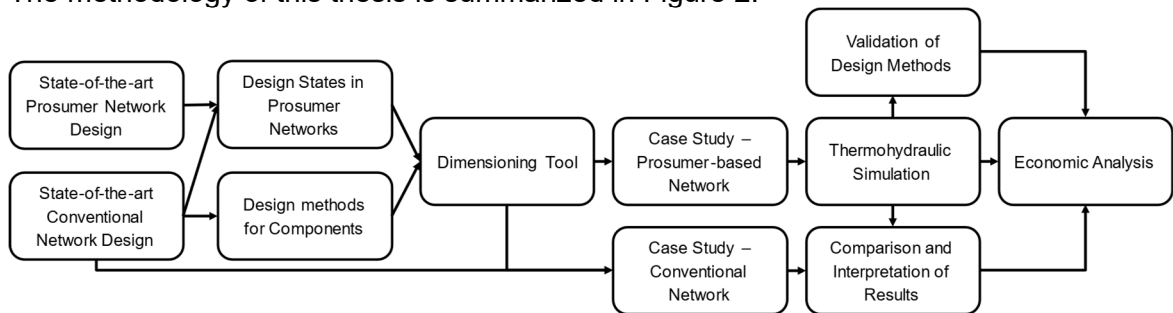 The methodology of this thesis is summarized in Figure 2.
State-of-the-art
Prosumer Network
Design
State-of-the-art
Conventional
Network Design
Design States in
Prosumer
Networks
Design methods
for Components
Dimensioning Tool
Case Study –
Prosumer-based
Network
Case Study –
Conventional
Network
Validation of
Design Methods
Thermohydraulic
Simulation
Comparison and
Interpretation of
Results
Economic Analysis